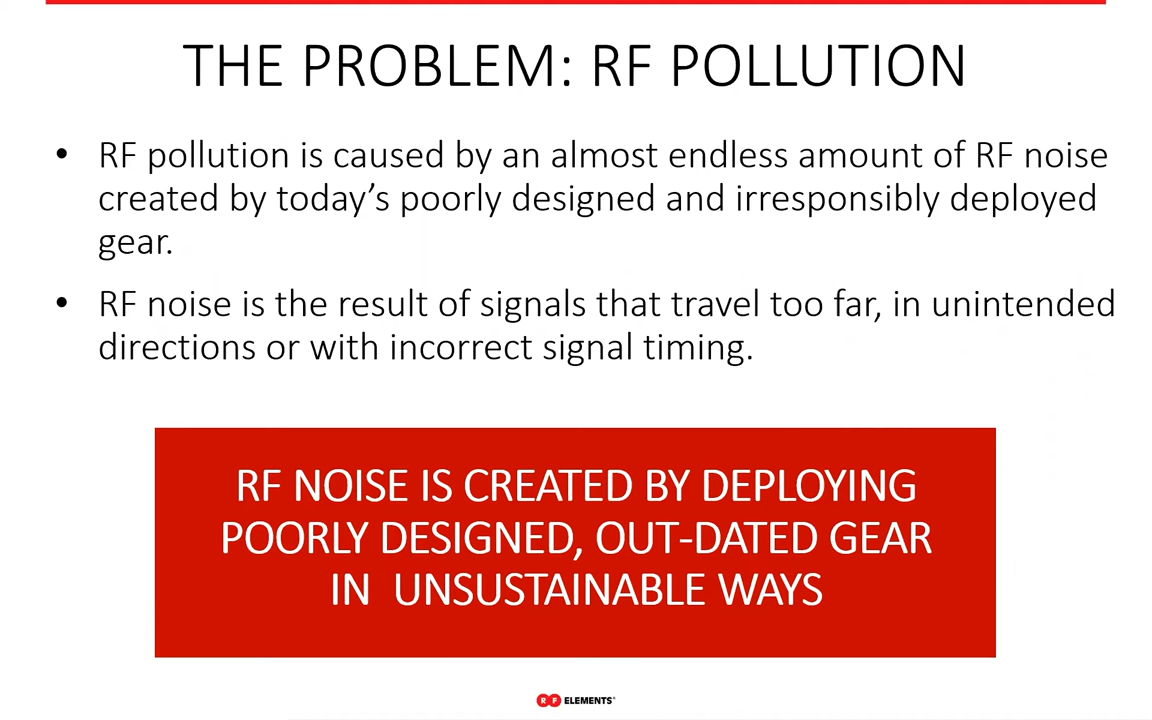 THE PROBLEM: RF POLLUTION
• RF pollution is caused by an almost endless amount of RF noise
created by today’s poorly designed and irresponsibly deployed
gear.
• RF noise is the result of signals that travel too far, in unintended
directions or with incorrect signal timing.
RF NOISE IS CREATED BY DEPLOYING
POORLY DESIGNED, OUT-DATED GEAR
IN  UNSUSTAINABLE WAYS
RF ELEMENTS